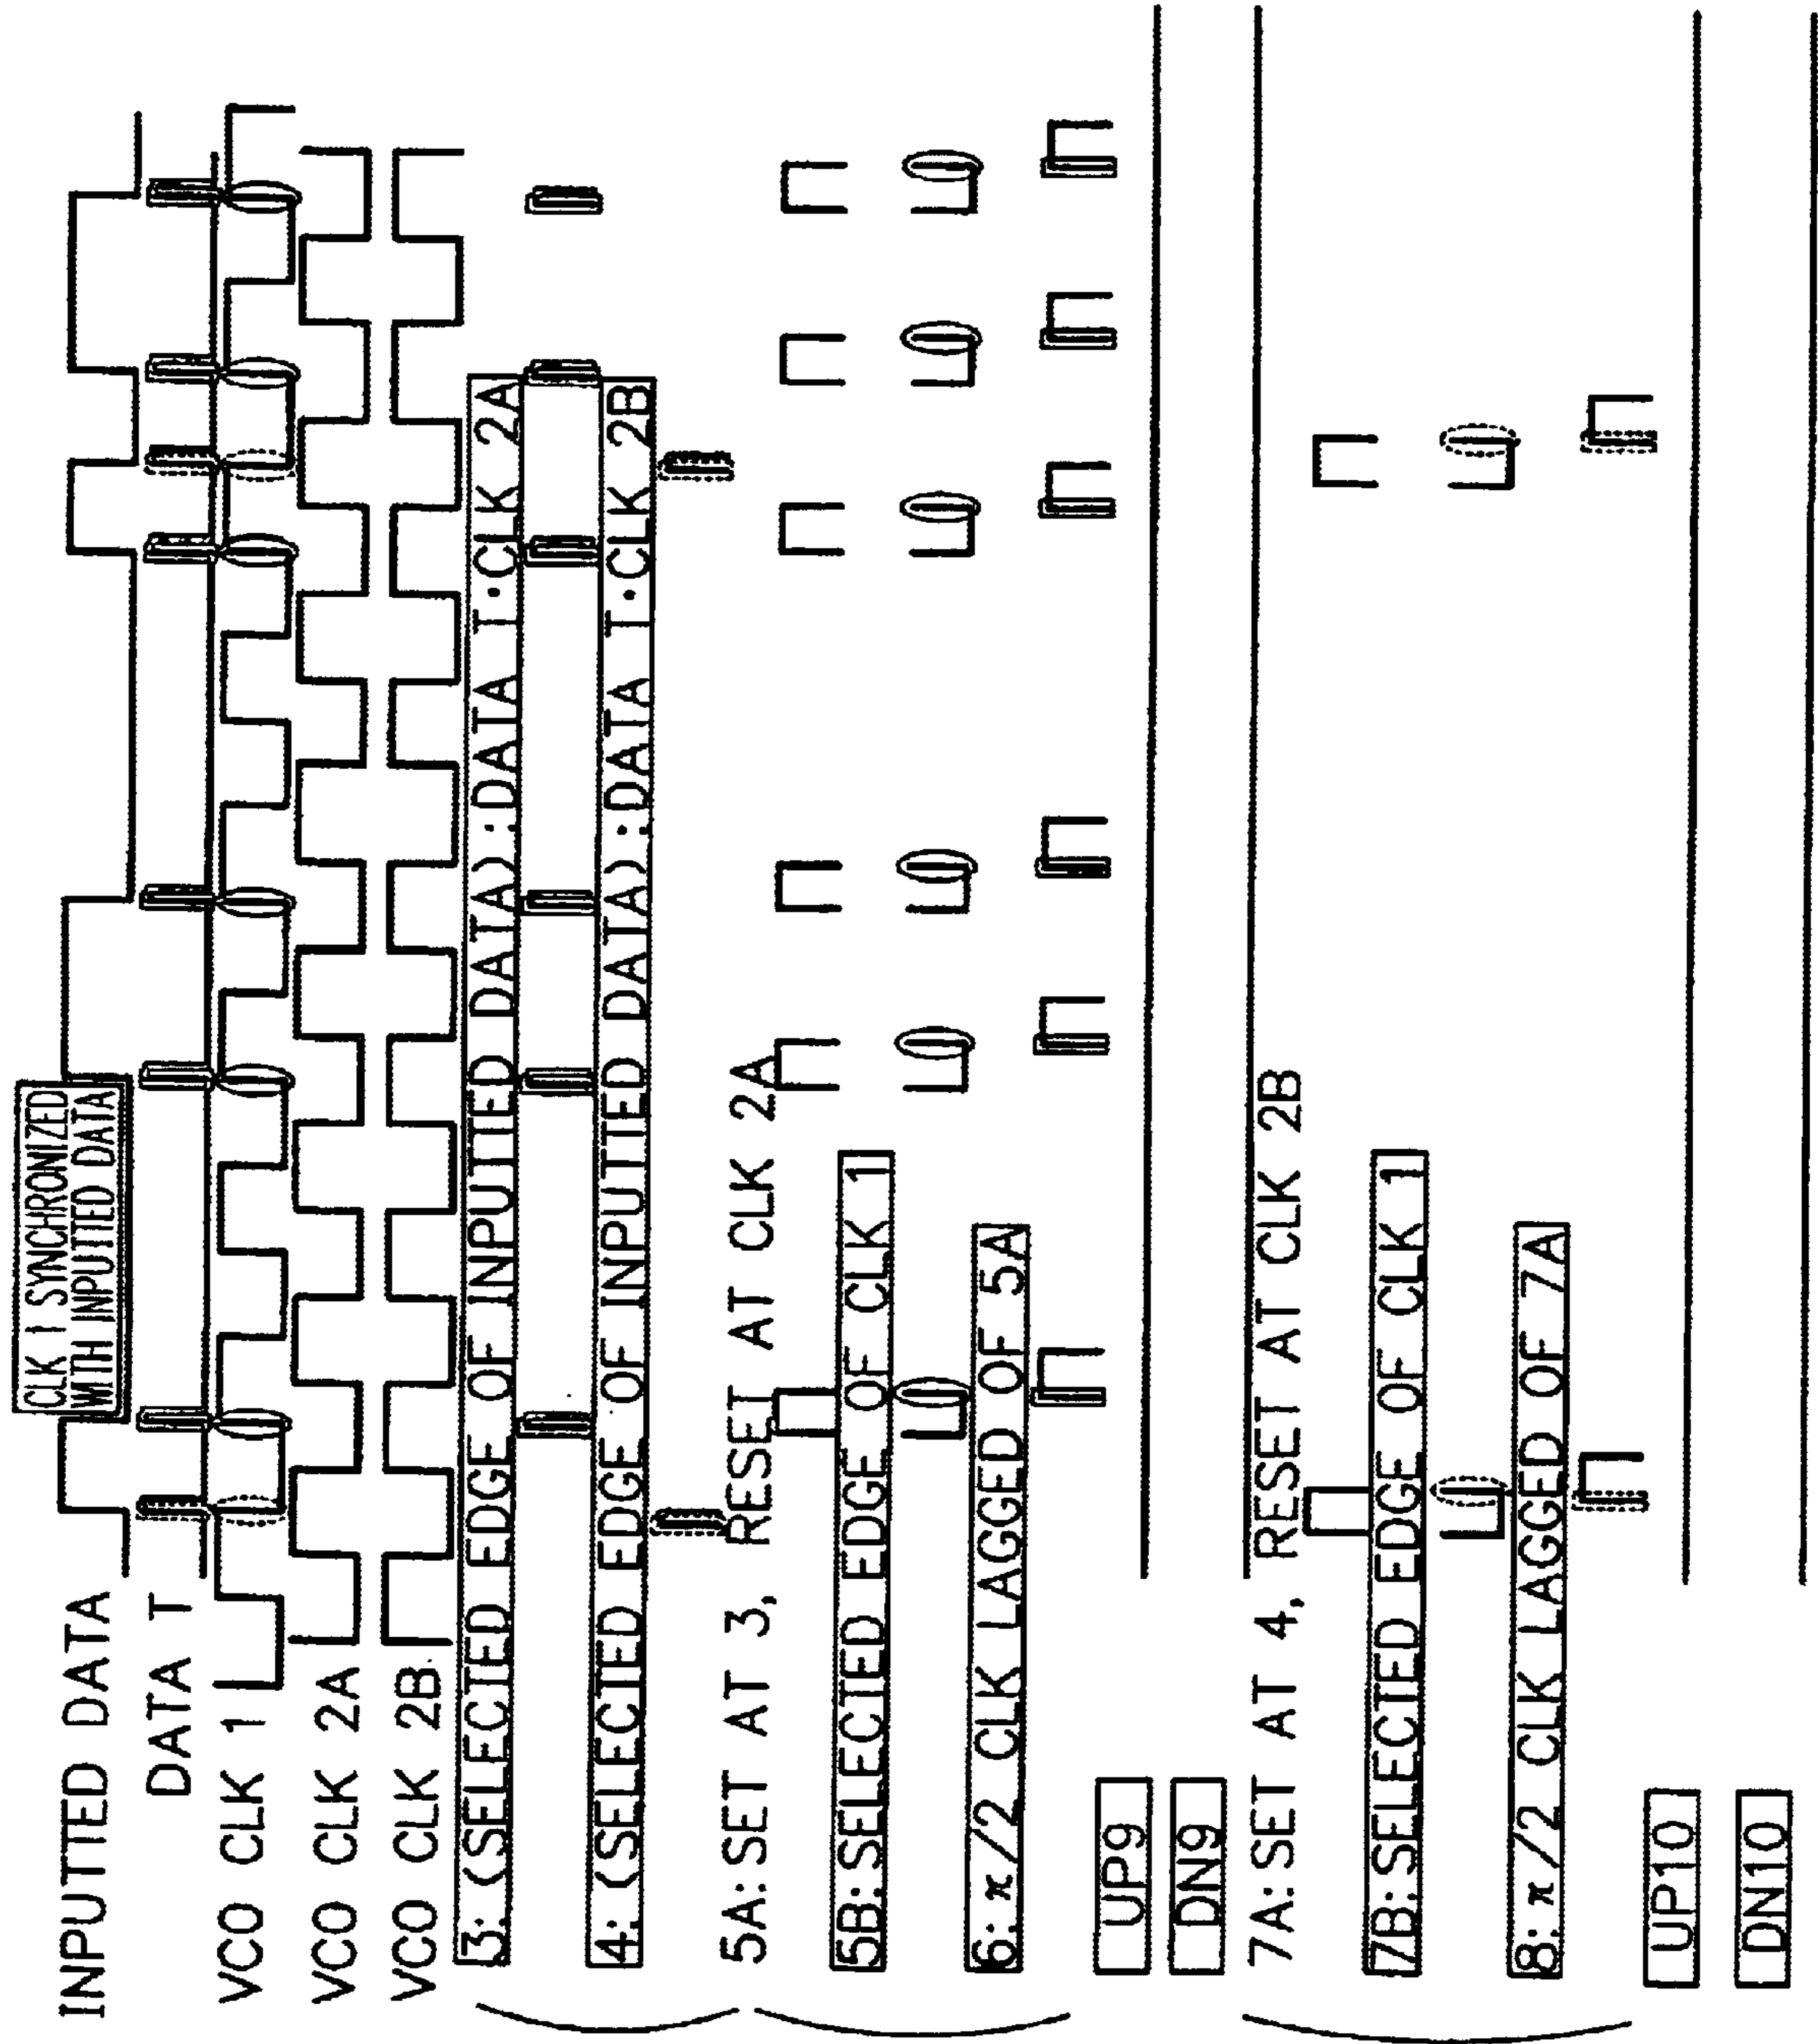 CLK 1 SYNCHRONIZED
WITH INPUTTED DATA
INPUTTED DATA
DATA T
VCO CLK 1
VCO CLK 2A
VCO CLK 2B
3: (SELECTED EDGE OF INPUTTED DATA) :DATA T·CLK 2A
4: (SELECTED EDGE OF INPUTTED DATA) :DATA T·CLK 2B
5A:SET AT 3, RESET AT CLK 2A
5B:SELECTED EDGE OF CLK 1
6:π/2 CLK LAGGED OF 5A
UP9
DN9
7A:SET AT 4, RESET AT CLK 2B
7B:SELECTED EDGE OF CLK 1
8:π/2 CLK LAGGED OF 7A
UP10
DN10